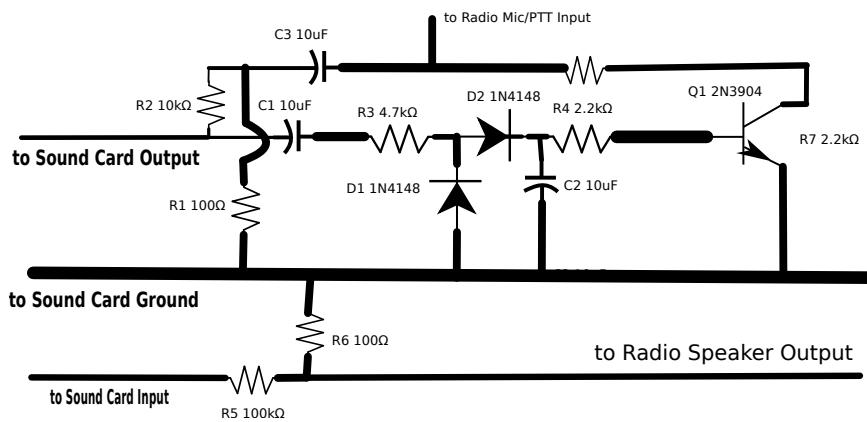 to Radio Mic/PTT Input
C3 10uF
D2 1N4148
Q1 2N3904
R2 10kΩ
C1 10uF
R3 4.7kΩ
R4 2.2kΩ
R7 2.2kΩ
to Sound Card Output
D1 1N4148
C2 10uF
R1 100Ω
to Sound Card Ground
R6 100Ω
to Radio Speaker Output
to Sound Card Input
R5 100kΩ